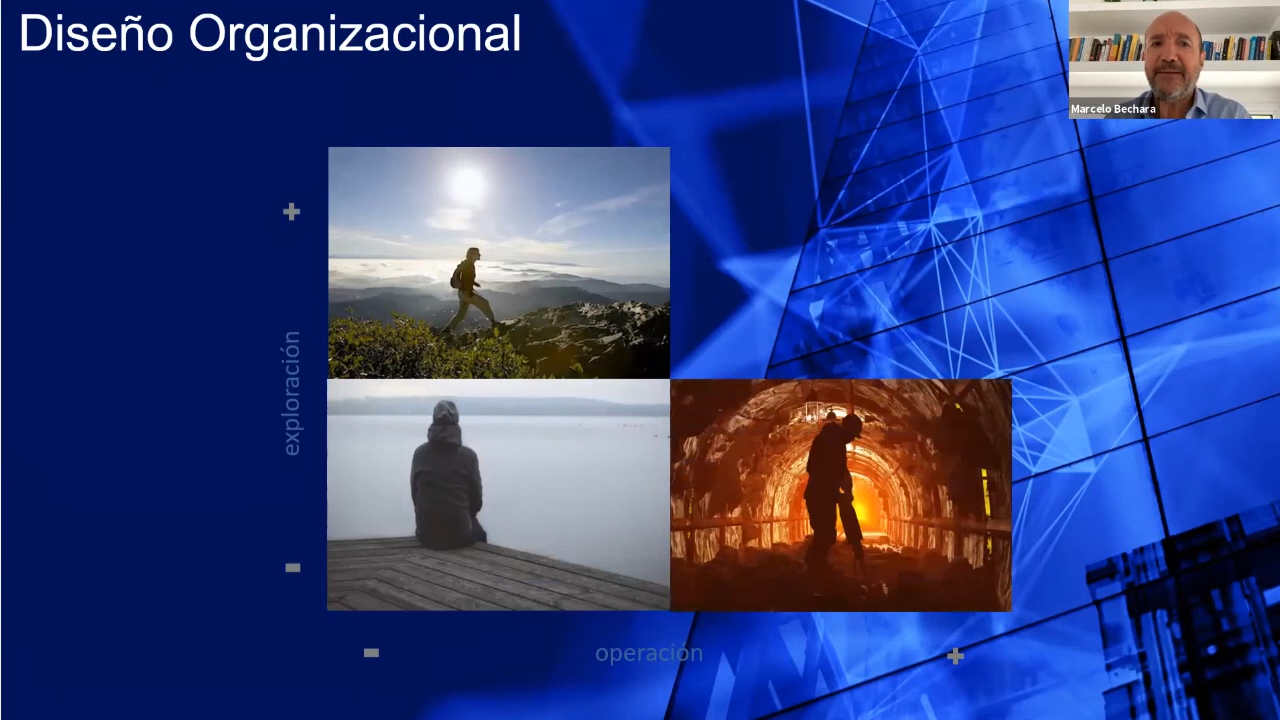 Diseño Organizacional
Marcelo Bechara
+
exploración
-
- operación +